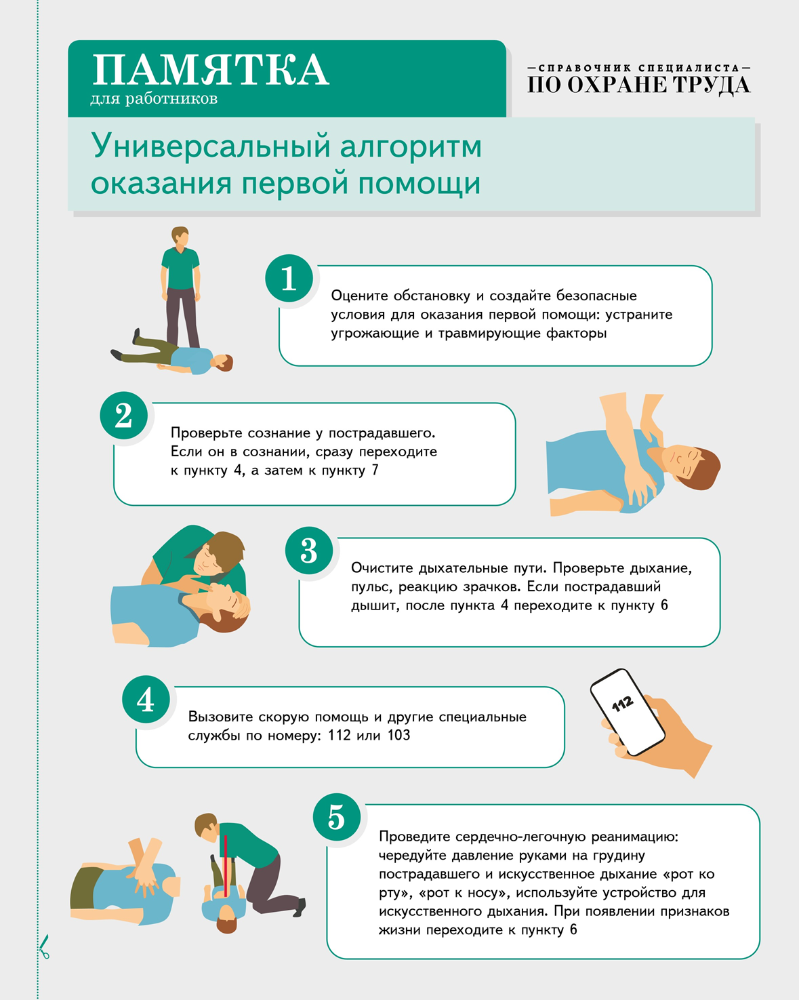 ПАМЯТКА
для работников
— СПРАВОЧНИК СПЕЦИАЛИСТА —
ПО ОХРАНЕ ТРУДА
Универсальный алгоритм
оказания первой помощи
1
Оцените обстановку и создайте безопасные
условия для оказания первой помощи: устраните
угрожающие и травмирующие факторы
2
Проверьте сознание у пострадавшего.
Если он в сознании, сразу переходите
к пункту 4, а затем к пункту 7
3
Очистите дыхательные пути. Проверьте дыхание,
пульс, реакцию зрачков. Если пострадавший
дышит, после пункта 4 переходите к пункту 6
4
Вызовите скорую помощь и другие специальные
службы по номеру: 112 или 103
112
5
Проведите сердечно-легочную реанимацию:
чередуйте давление руками на грудину
пострадавшего и искусственное дыхание «рот ко
рту», «рот к носу», используйте устройство для
искусственного дыхания. При появлении признаков
жизни переходите к пункту 6